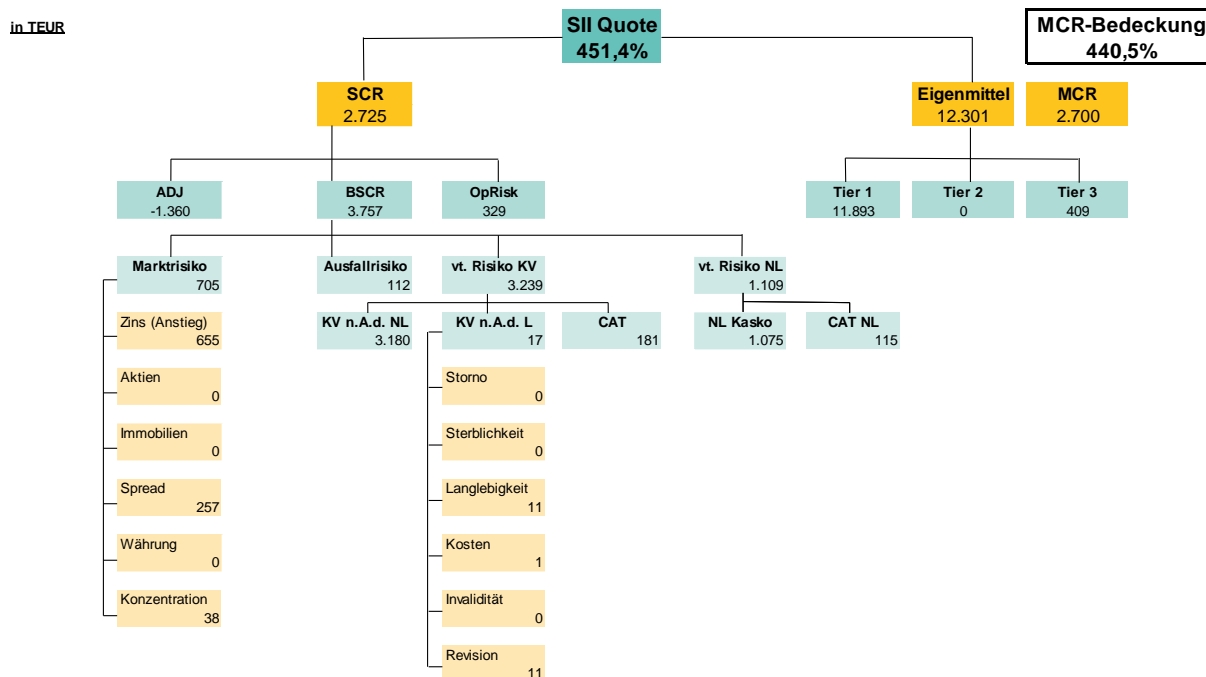 in TEUR
SII Quote
451,4%
MCR-Bedeckung
440,5%
SCR
2.725
Eigenmittel
12.301
MCR
2.700
ADJ
-1.360
BSCR
3.757
OpRisk
329
Tier 1
11.893
Tier 2
0
Tier 3
409
Marktrisiko
705
Ausfallrisiko
112
vt. Risiko KV
3.239
vt. Risiko NL
1.109
Zins (Anstieg)
655
KV n.A.d. NL
3.180
KV n.A.d. L
17
CAT
181
NL Kasko
1.075
CAT NL
115
Aktien
0
Storno
0
Immobilien
0
Sterblichkeit
0
Spread
257
Langlebigkeit
11
Währung
0
Kosten
1
Konzentration
38
Invalidität
0
Revision
11